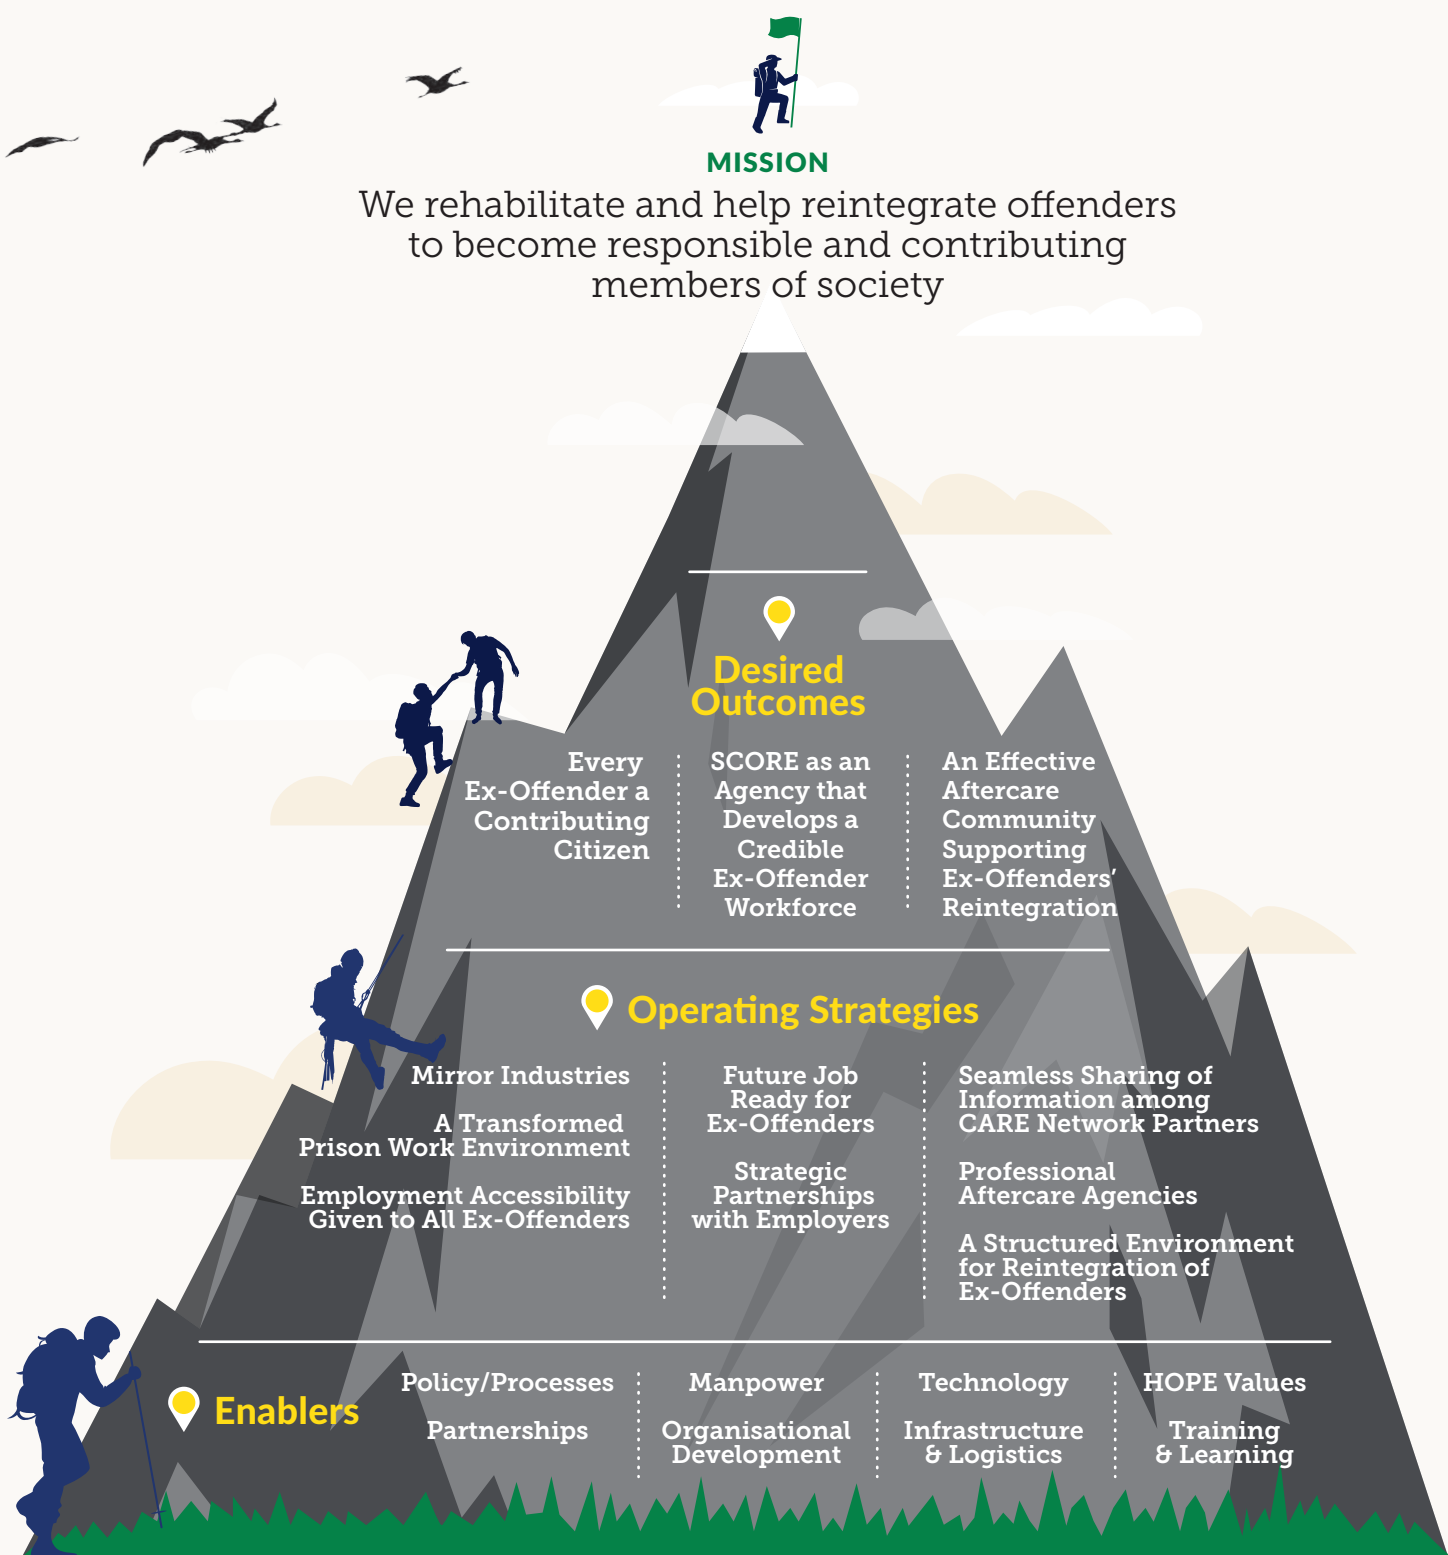 MISSION
We rehabilitate and help reintegrate offenders
to become responsible and contributing
members of society
Desired
Outcomes
Every
Ex-Offender a
Contributing
Citizen
SCORE as an
Agency that
Develops a
Credible
Ex-Offender
Workforce
An Effective
Aftercare
Community
Supporting
Ex-Offenders’
Reintegration
Operating Strategies
Mirror Industries
A Transformed
Prison Work Environment
Employment Accessibility
Given to All Ex-Offenders
Future Job
Ready for
Ex-Offenders
Strategic
Partnerships
with Employers
Seamless Sharing of
Information among
CARE Network Partners
Professional
Aftercare Agencies
A Structured Environment
for Reintegration of
Ex-Offenders
Enablers
Policy/Processes
Partnerships
Manpower
Organisational
Development
Technology
Infrastructure
& Logistics
HOPE Values
Training
& Learning